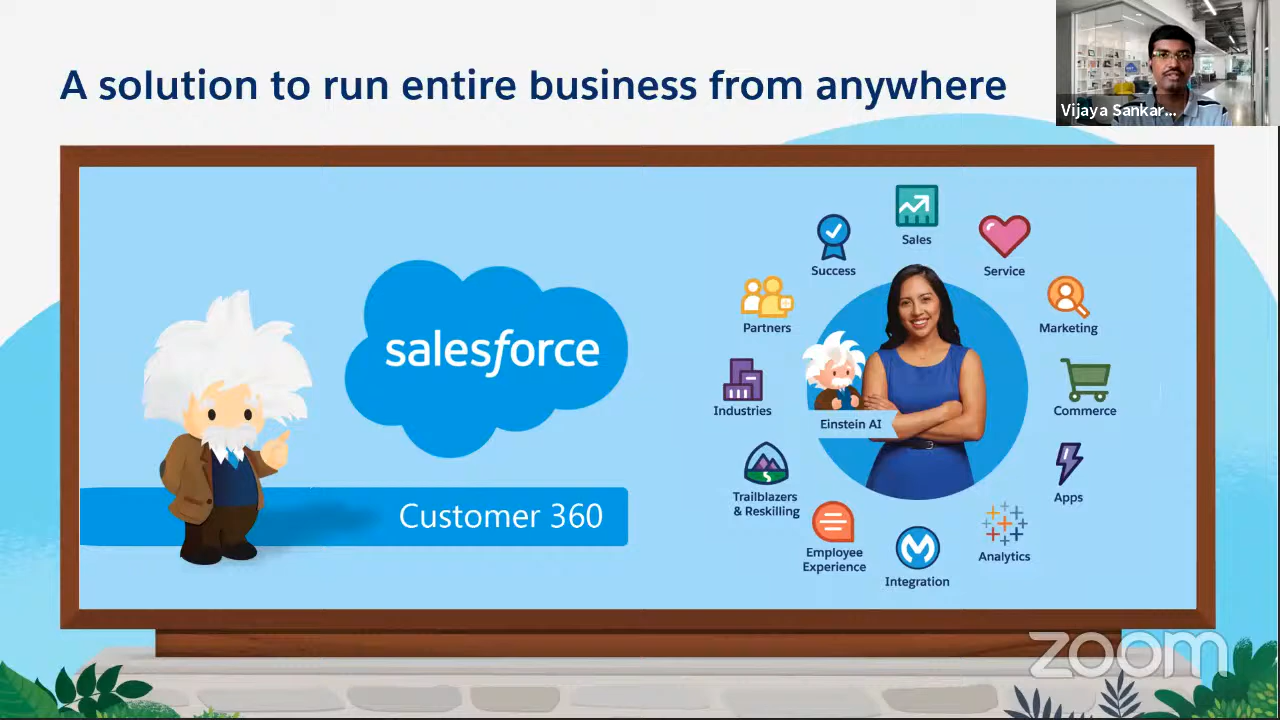 A solution to run entire business from anywhere
Vijaya Sankar...
salesforce
Customer 360
Sales
Success
Service
Partners
Marketing
Industries
Commerce
Einstein AI
Trailblazers
& Reskilling
Apps
Employee
Experience
Analytics
Integration
zoom